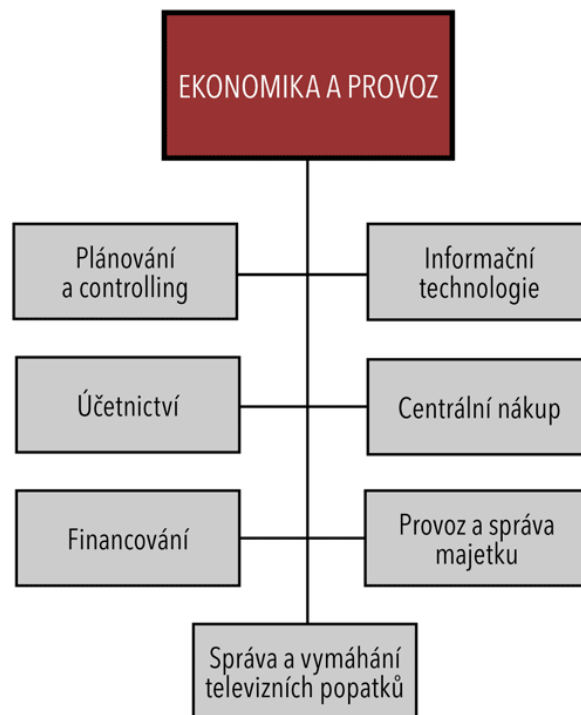 EKONOMIKA A PROVOZ
Plánování
a controlling
Informační
technologie
Účetnictví
Centrální nákup
Financování
Provoz a správa
majetku
Správa a vymáhání
televizních popatků